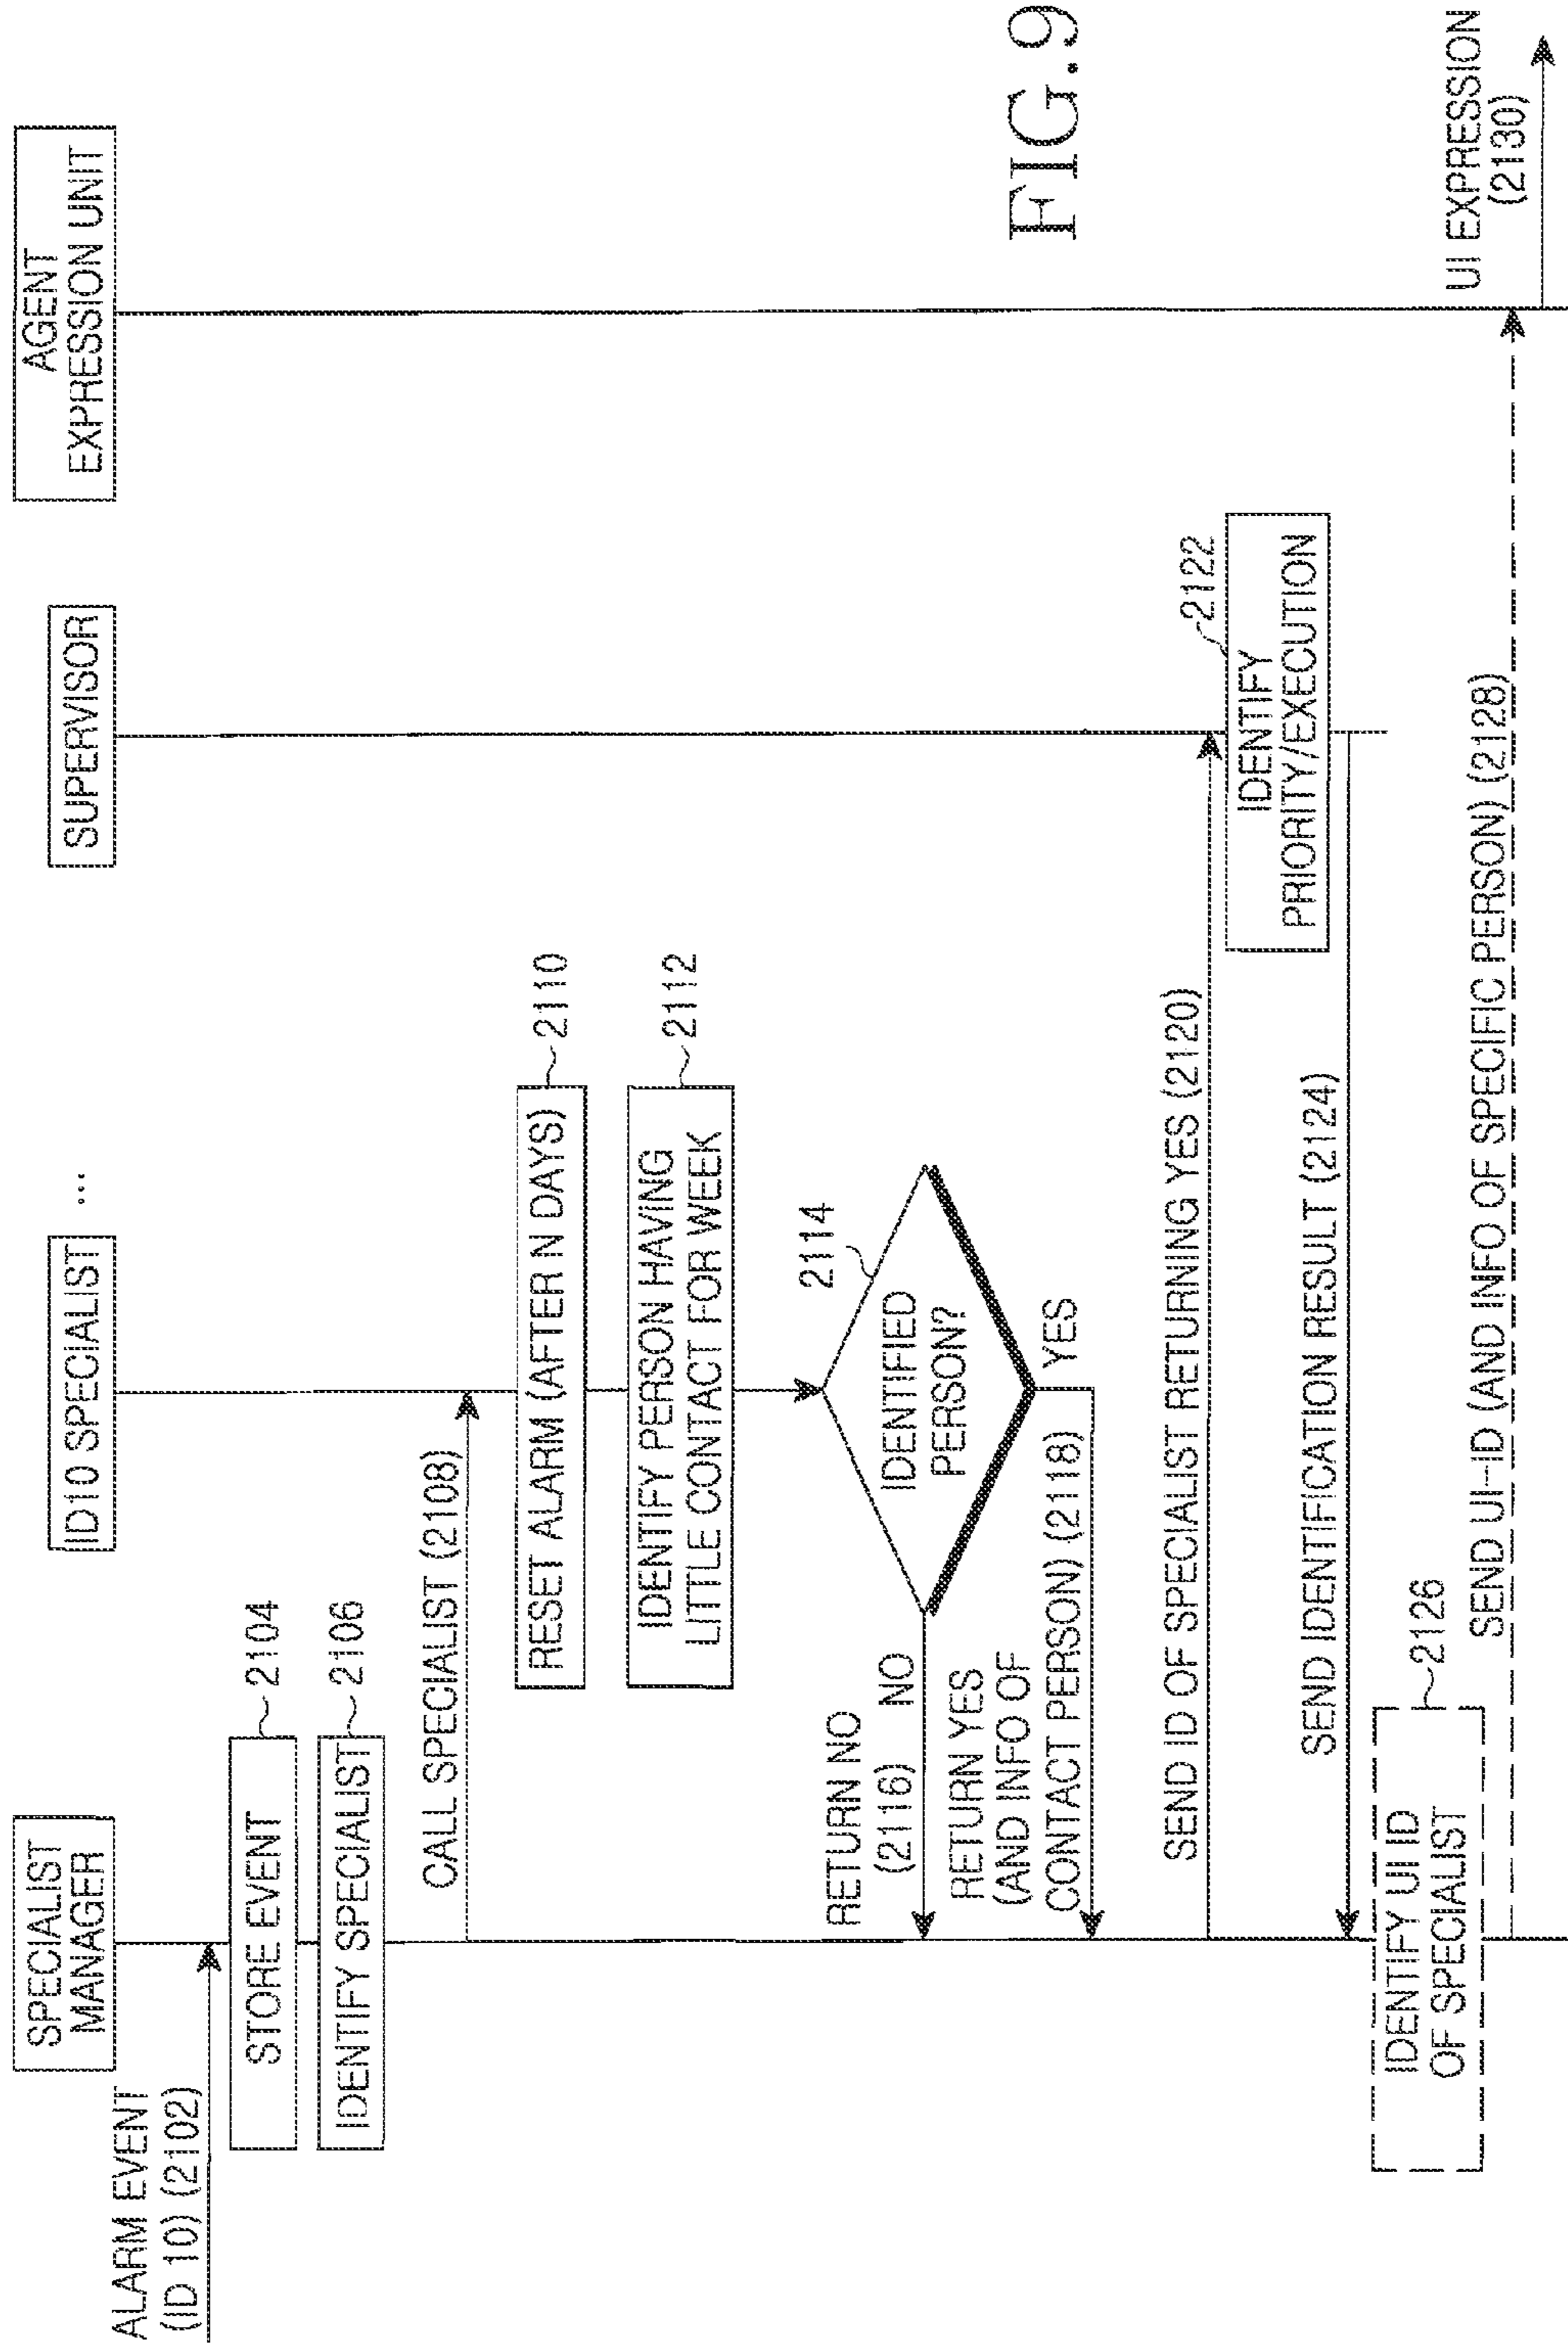 SPECIALIST
MANAGER
ID10 SPECIALIST
...
SUPERVISOR
AGENT
EXPRESSION UNIT
ALARM EVENT
(ID 10) (2102)
STORE EVENT
2104
IDENTIFY SPECIALIST
2106
CALL SPECIALIST (2108)
RESET ALARM (AFTER N DAYS)
2110
IDENTIFY PERSON HAVING
LITTLE CONTACT FOR WEEK
2112
2114
IDENTIFIED
PERSON?
RETURN NO
(2116)
NO
YES
RETURN YES
(AND INFO OF
CONTACT PERSON) (2118)
SEND ID OF SPECIALIST RETURNING YES (2120)
2122
IDENTIFY
PRIORITY/EXECUTION
SEND IDENTIFICATION RESULT (2124)
IDENTIFY UI ID
OF SPECIALIST
2126
SEND UI-ID (AND INFO OF SPECIFIC PERSON) (2128)
UI EXPRESSION
(2130)
FIG.9